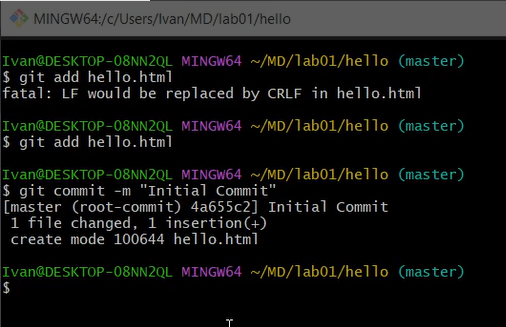 MINGW64:/c/Users/Ivan/MD/lab01/hello
Ivan@DESKTOP-08NN2QL MINGW64 ~/MD/lab01/hello (master)
$ git add hello.html
fatal: LF would be replaced by CRLF in hello.html
Ivan@DESKTOP-08NN2QL MINGW64 ~/MD/lab01/hello (master)
$ git add hello.html
Ivan@DESKTOP-08NN2QL MINGW64 ~/MD/lab01/hello (master)
$ git commit -m "Initial Commit"
[master (root-commit) 4a655c2] Initial Commit
 1 file changed, 1 insertion(+)
 create mode 100644 hello.html
Ivan@DESKTOP-08NN2QL MINGW64 ~/MD/lab01/hello (master)
$